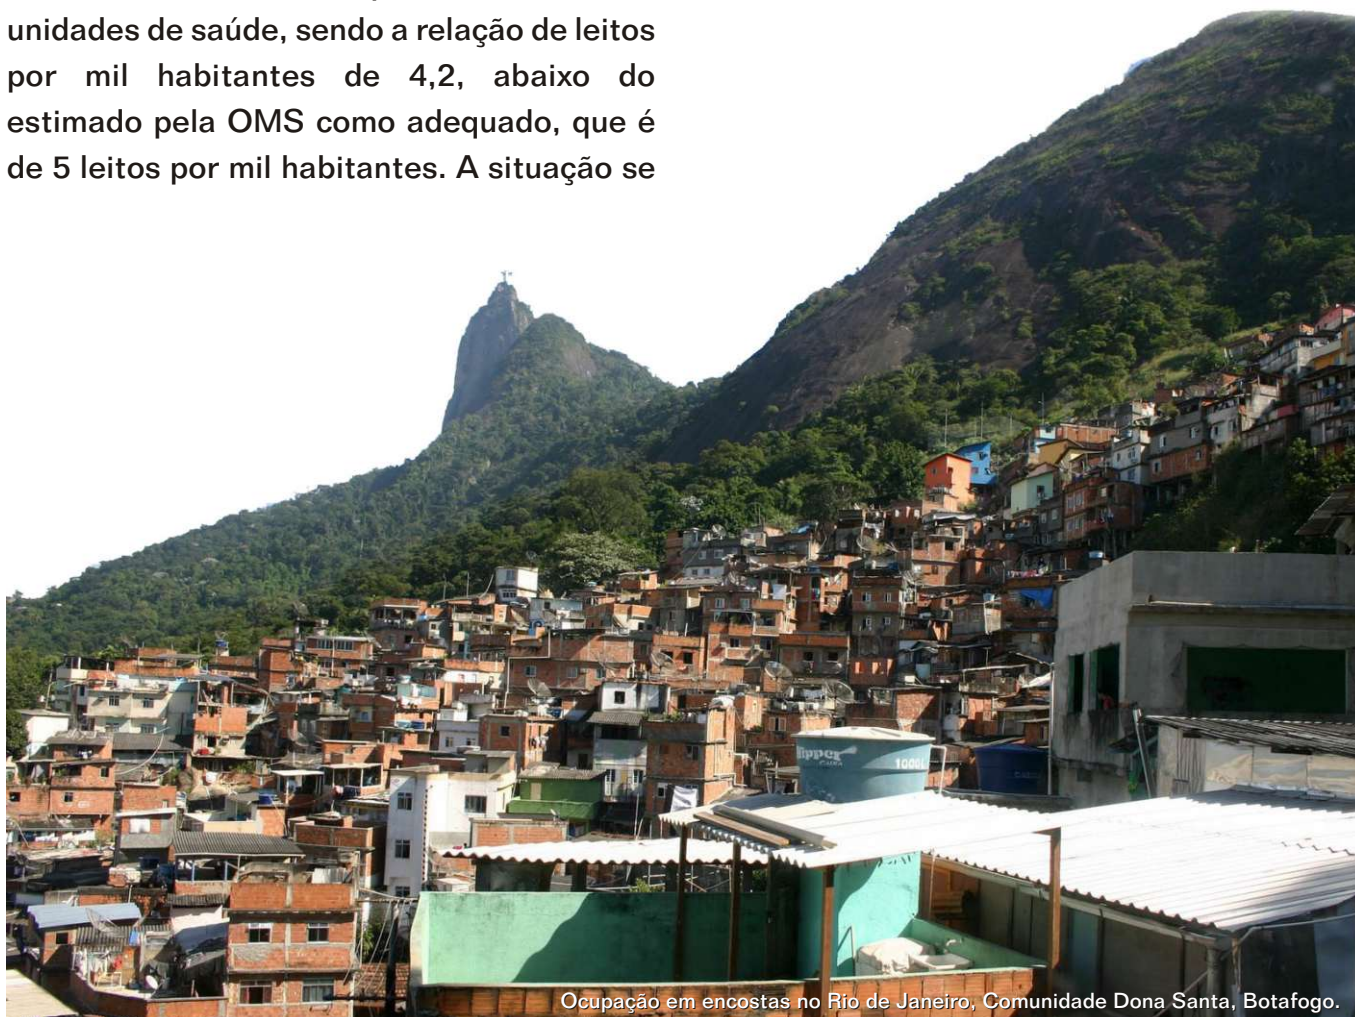 unidades de saúde, sendo a relação de leitos
por mil habitantes de 4,2, abaixo do
estimado pela OMS como adequado, que é
de 5 leitos por mil habitantes. A situação se
1000L
Ocupação em encostas no Rio de Janeiro, Comunidade Dona Santa, Botafogo.